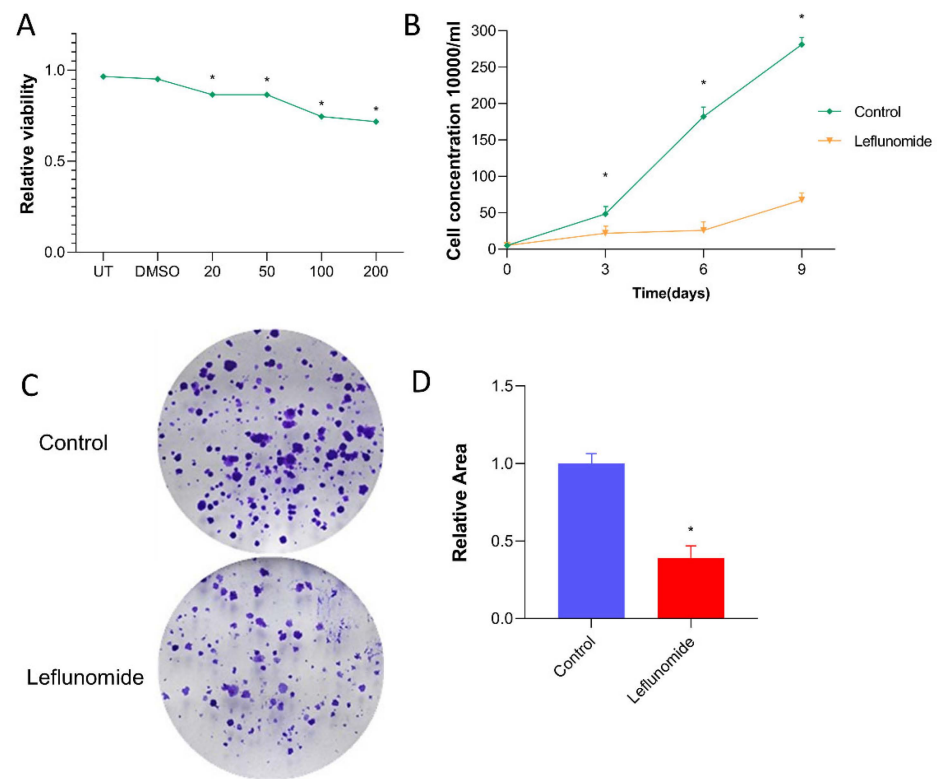 A
Relative viability
1.0
0.5
0.0
UT DMSO 20 50 100 200
* * * *
B
Cell concentration 10000/ml
300
250
200
150
100
50
0
0 3 6 9
Time(days)
* * *
Control
Leflunomide
C
Control
Leflunomide
D
Relative Area
1.5
1.0
0.5
0.0
*
Control
Leflunomide